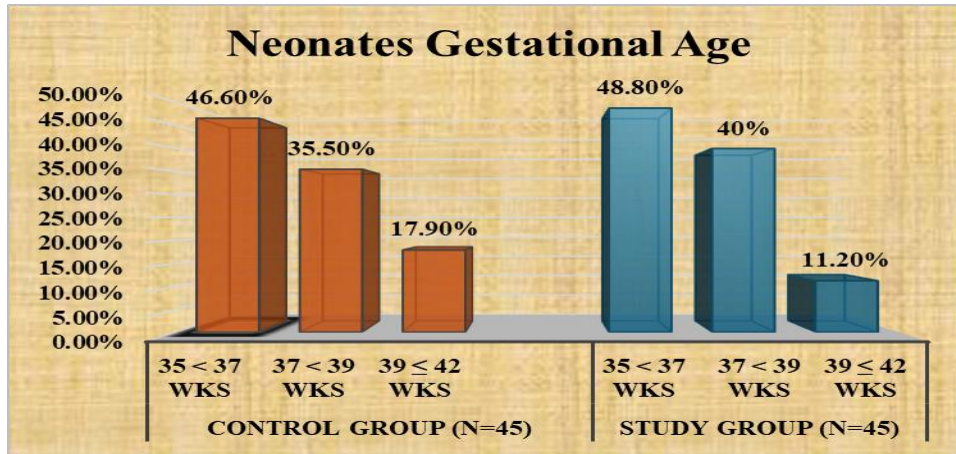 Neonates Gestational Age
50.00%
45.00%
40.00%
35.00%
30.00%
25.00%
20.00%
15.00%
10.00%
5.00%
0.00%
46.60%
35.50%
17.90%
48.80%
40%
11.20%
35 < 37
WKS
37 < 39
WKS
39 ≤ 42
WKS
35 < 37
WKS
37 < 39
WKS
39 ≤ 42
WKS
CONTROL GROUP (N=45)
STUDY GROUP (N=45)